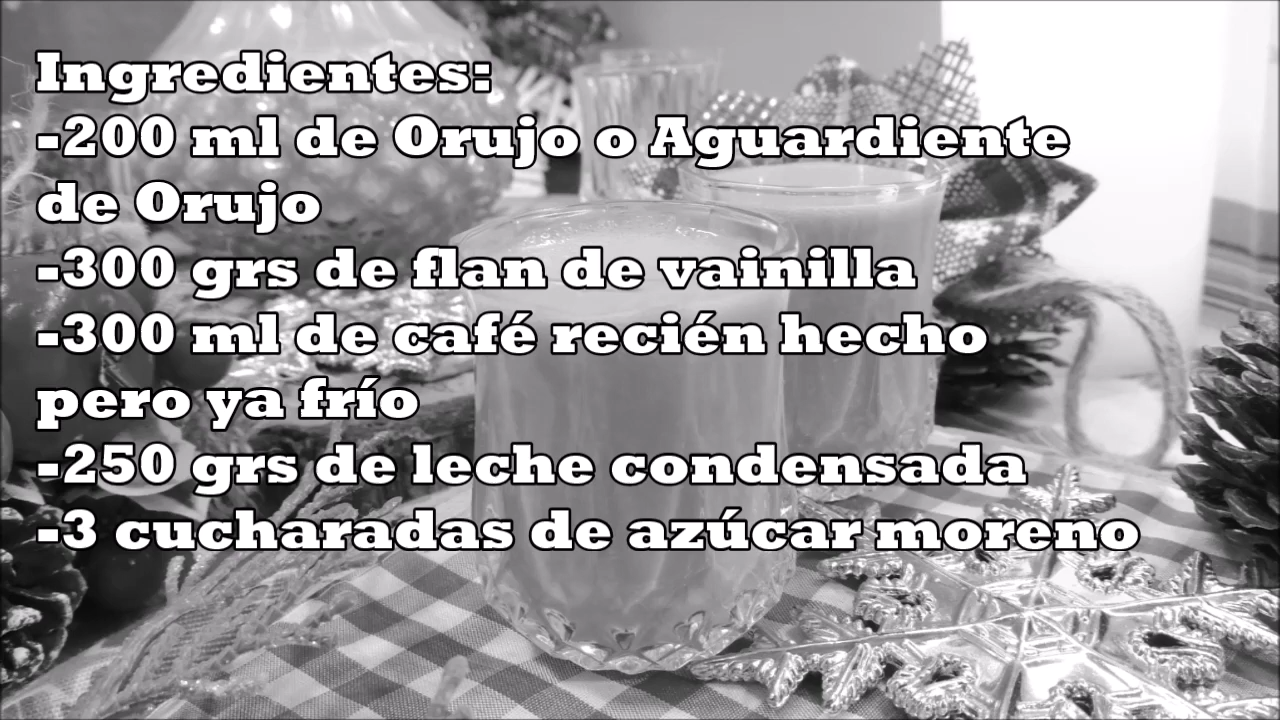 Ingredientes:
-200 ml de Orujo o Aguardiente
de Orujo
-300 grs de flan de vainilla
-300 ml de café recién hecho
pero ya frío
-250 grs de leche condensada
-3 cucharadas de azúcar moreno